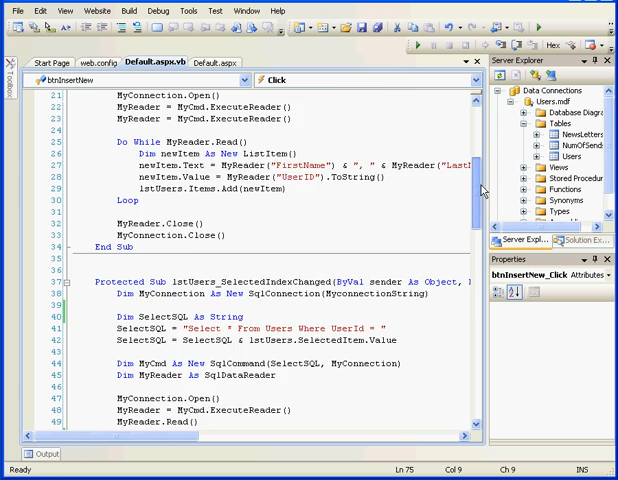 File Edit View Website Build Debug Tools Test Window Help
Hex
Toolbox
Start Page web.config Default.aspx.vb Default.aspx
btnInsertNew Click
21 MyConnection.Open()
22 MyReader = MyCmd.ExecuteReader()
23 MyReader = MyCmd.ExecuteReader()
24
25 Do While MyReader.Read()
26 Dim newItem As New ListItem()
27 newItem.Text = MyReader("FirstName") & ", " & MyReader("LastN
28 newItem.Value = MyReader("UserID").ToString()
29 lstUsers.Items.Add(newItem)
30 Loop
31
32 MyReader.Close()
33 MyConnection.Close()
34 End Sub
35
36
37 Protected Sub lstUsers_SelectedIndexChanged(ByVal sender As Object,
38 Dim MyConnection As New SqlConnection(MyconnectionString)
39
40 Dim SelectSQL As String
41 SelectSQL = "Select * From Users Where UserId = "
42 SelectSQL = SelectSQL & lstUsers.SelectedItem.Value
43
44 Dim MyCmd As New SqlCommand(SelectSQL, MyConnection)
45 Dim MyReader As SqlDataReader
46
47 MyConnection.Open()
48 MyReader = MyCmd.ExecuteReader()
49 MyReader.Read()
Server Explorer
Data Connections
Users.mdf
Database Diagra
Tables
NewsLetters
NumOfSends
Users
Views
Stored Procedur
Functions
Synonyms
Types
Server Expl... Solution Ex...
Properties
btnInsertNew_Click Attributes
Output
Ready Ln 75 Col 9 Ch 9 INS